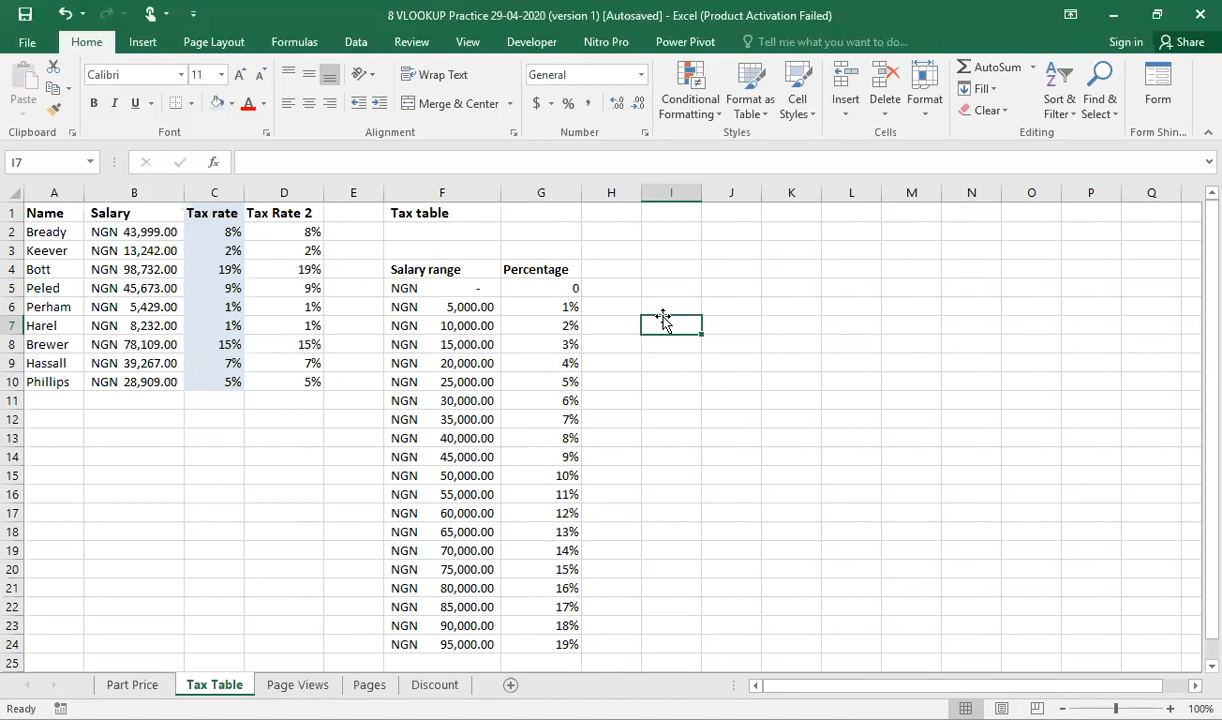 8 VLOOKUP Practice 29-04-2020 (version 1) [Autosaved] - Excel (Product Activation Failed)
File Home Insert Page Layout Formulas Data Review View Developer Nitro Pro Power Pivot Tell me what you want to do... Sign in Share
Paste
Clipboard
Calibri 11 A A
B I U A
Font
Wrap Text
Merge & Center
Alignment
General
$ % ,
Number
Conditional Formatting
Format as Table
Cell Styles
Styles
Insert Delete Format
Cells
AutoSum
Fill
Clear
Sort & Filter
Find & Select
Editing
Form
Form Shin...
I7 fx
A B C D E F G H I J K L M N O P Q
1 Name Salary Tax rate Tax Rate 2 Tax table
2 Bready NGN 43,999.00 8% 8%
3 Keever NGN 13,242.00 2% 2%
4 Bott NGN 98,732.00 19% 19% Salary range Percentage
5 Peled NGN 45,673.00 9% 9% NGN - 0
6 Perham NGN 5,429.00 1% 1% NGN 5,000.00 1%
7 Harel NGN 8,232.00 1% 1% NGN 10,000.00 2%
8 Brewer NGN 78,109.00 15% 15% NGN 15,000.00 3%
9 Hassall NGN 39,267.00 7% 7% NGN 20,000.00 4%
10 Phillips NGN 28,909.00 5% 5% NGN 25,000.00 5%
11 NGN 30,000.00 6%
12 NGN 35,000.00 7%
13 NGN 40,000.00 8%
14 NGN 45,000.00 9%
15 NGN 50,000.00 10%
16 NGN 55,000.00 11%
17 NGN 60,000.00 12%
18 NGN 65,000.00 13%
19 NGN 70,000.00 14%
20 NGN 75,000.00 15%
21 NGN 80,000.00 16%
22 NGN 85,000.00 17%
23 NGN 90,000.00 18%
24 NGN 95,000.00 19%
25
Part Price Tax Table Page Views Pages Discount
Ready 100%